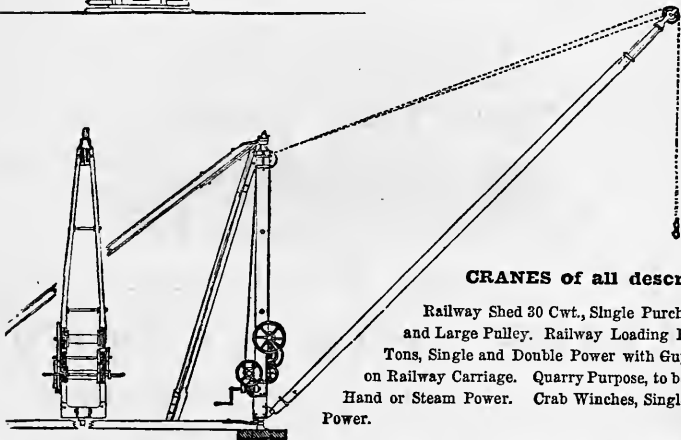 CRANES of all descr
Railway Shed 30 Cwt., Single Purch
and Large Pulley. Railway Loading
Tons, Single and Double Power with Gu
on Railway Carriage. Quarry Purpose, to b
Hand or Steam Power. Crab Winches, Singl
Power.